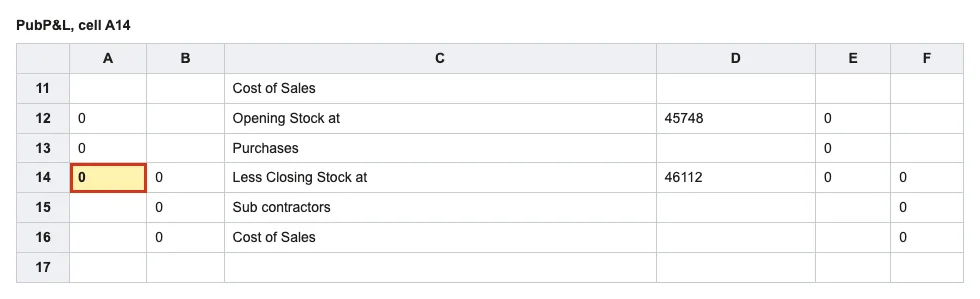 PubP&L, cell A14
A B C D E F
11 Cost of Sales
12 0 Opening Stock at 45748 0
13 0 Purchases 0
14 0 0 Less Closing Stock at 46112 0 0
15 0 Sub contractors 0
16 0 Cost of Sales 0
17